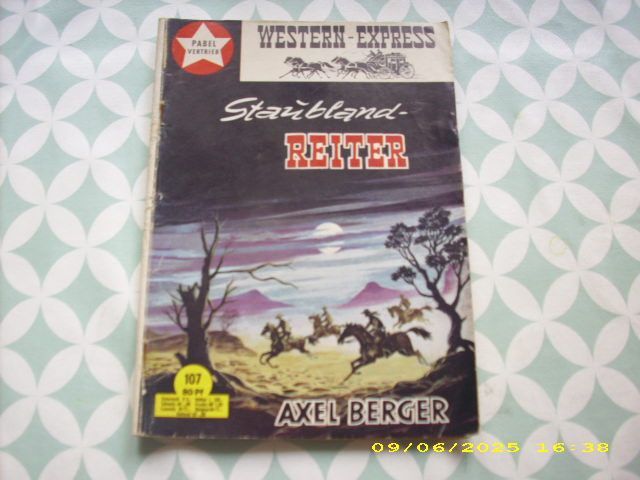 PABEL
VERTRIEB
WESTERN-EXPRESS
Staubland-
REITER
107
80 Pf
AXEL BERGER
09/06/2025 16:38